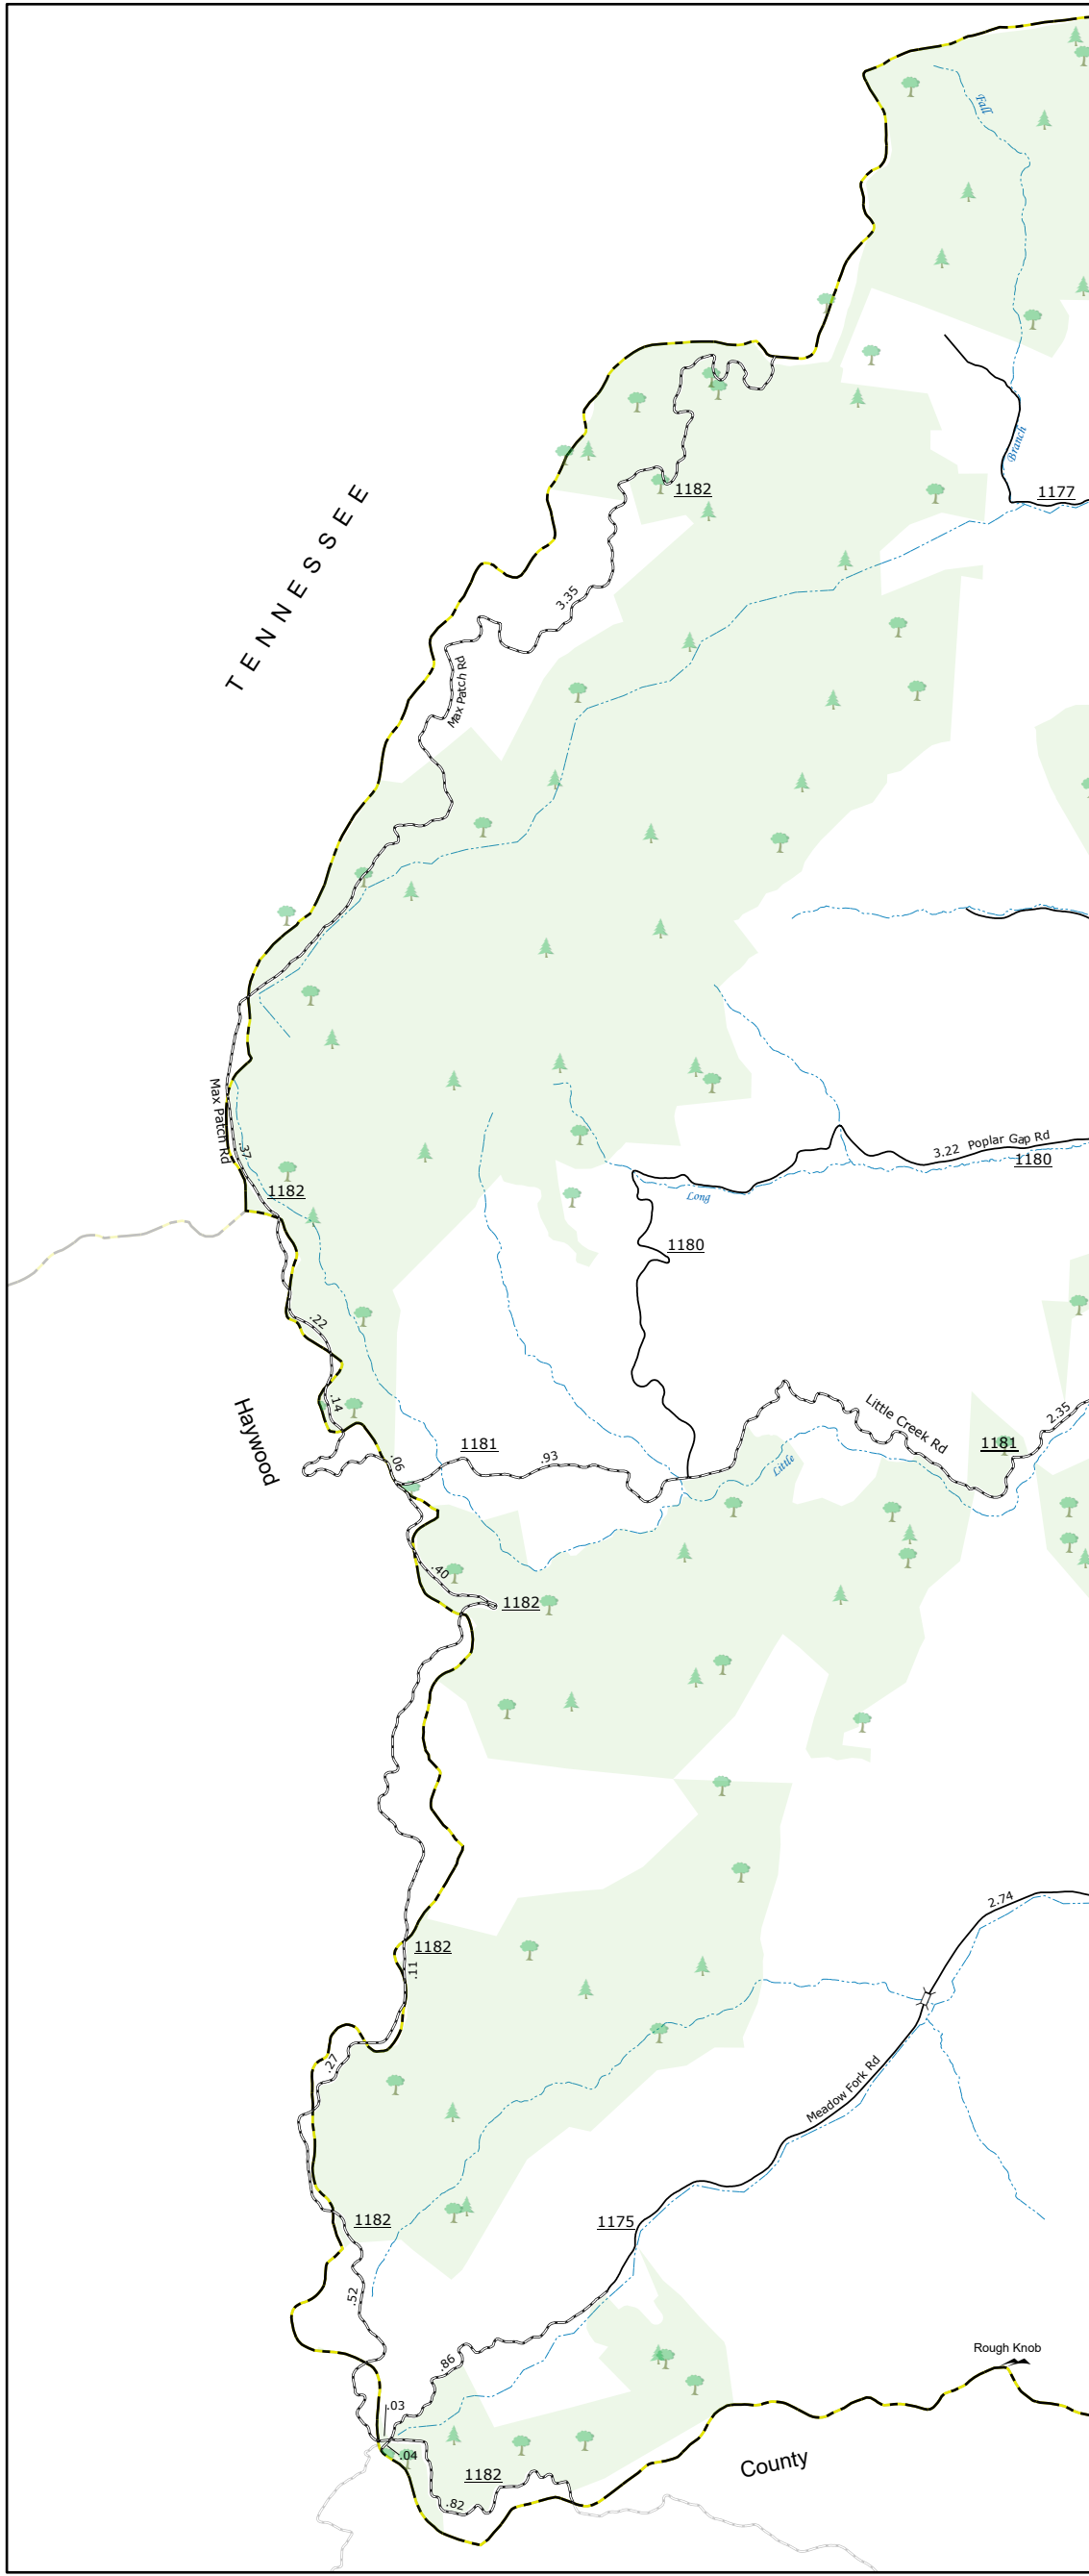 Fall
Branch
1177
1182
TENNESSEE
3.35
Max Patch Rd
Max Patch Rd
.37
1182
3.22
Poplar Gap Rd
1180
Long
1180
.22
.14
Haywood
Little Creek Rd
2.35
1181
1181
.93
.06
Little
.40
1182
2.74
1182
.11
.27
Meadow Fork Rd
1182
1175
.52
Rough Knob
.86
.03
.04
County
1182
.82